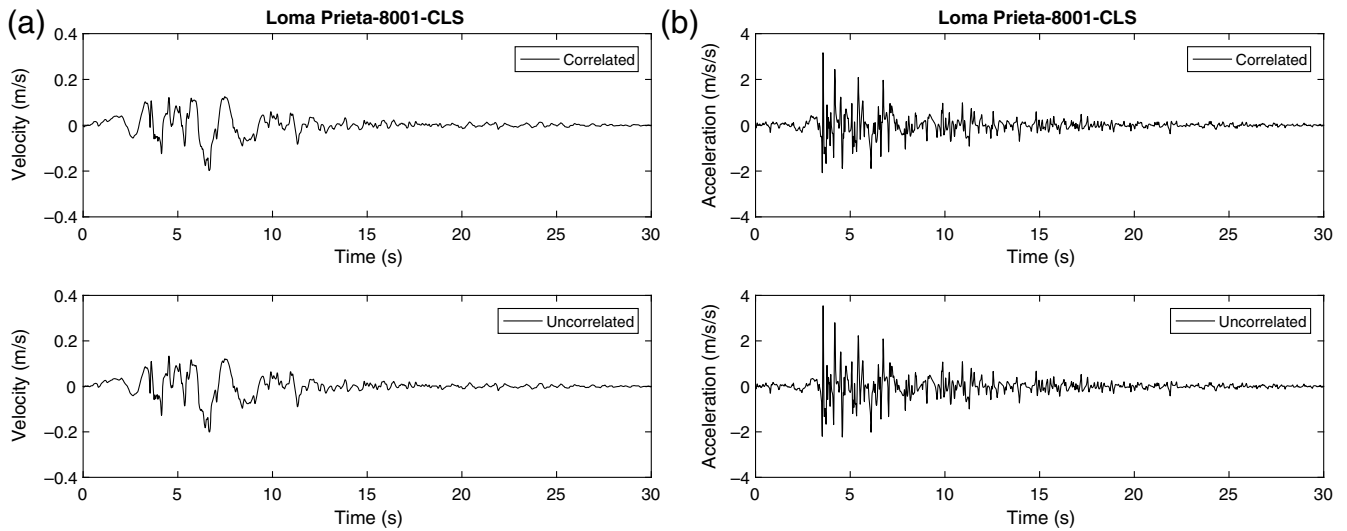 (a)
Loma Prieta-8001-CLS
0.4
0.2
0
−0.2
−0.4
Velocity (m/s)
Correlated
0 5 10 15 20 25 30
Time (s)
0.4
0.2
0
−0.2
−0.4
Velocity (m/s)
Uncorrelated
0 5 10 15 20 25 30
Time (s)
(b)
Loma Prieta-8001-CLS
4
2
0
−2
−4
Acceleration (m/s/s)
Correlated
0 5 10 15 20 25 30
Time (s)
4
2
0
−2
−4
Acceleration (m/s/s)
Uncorrelated
0 5 10 15 20 25 30
Time (s)